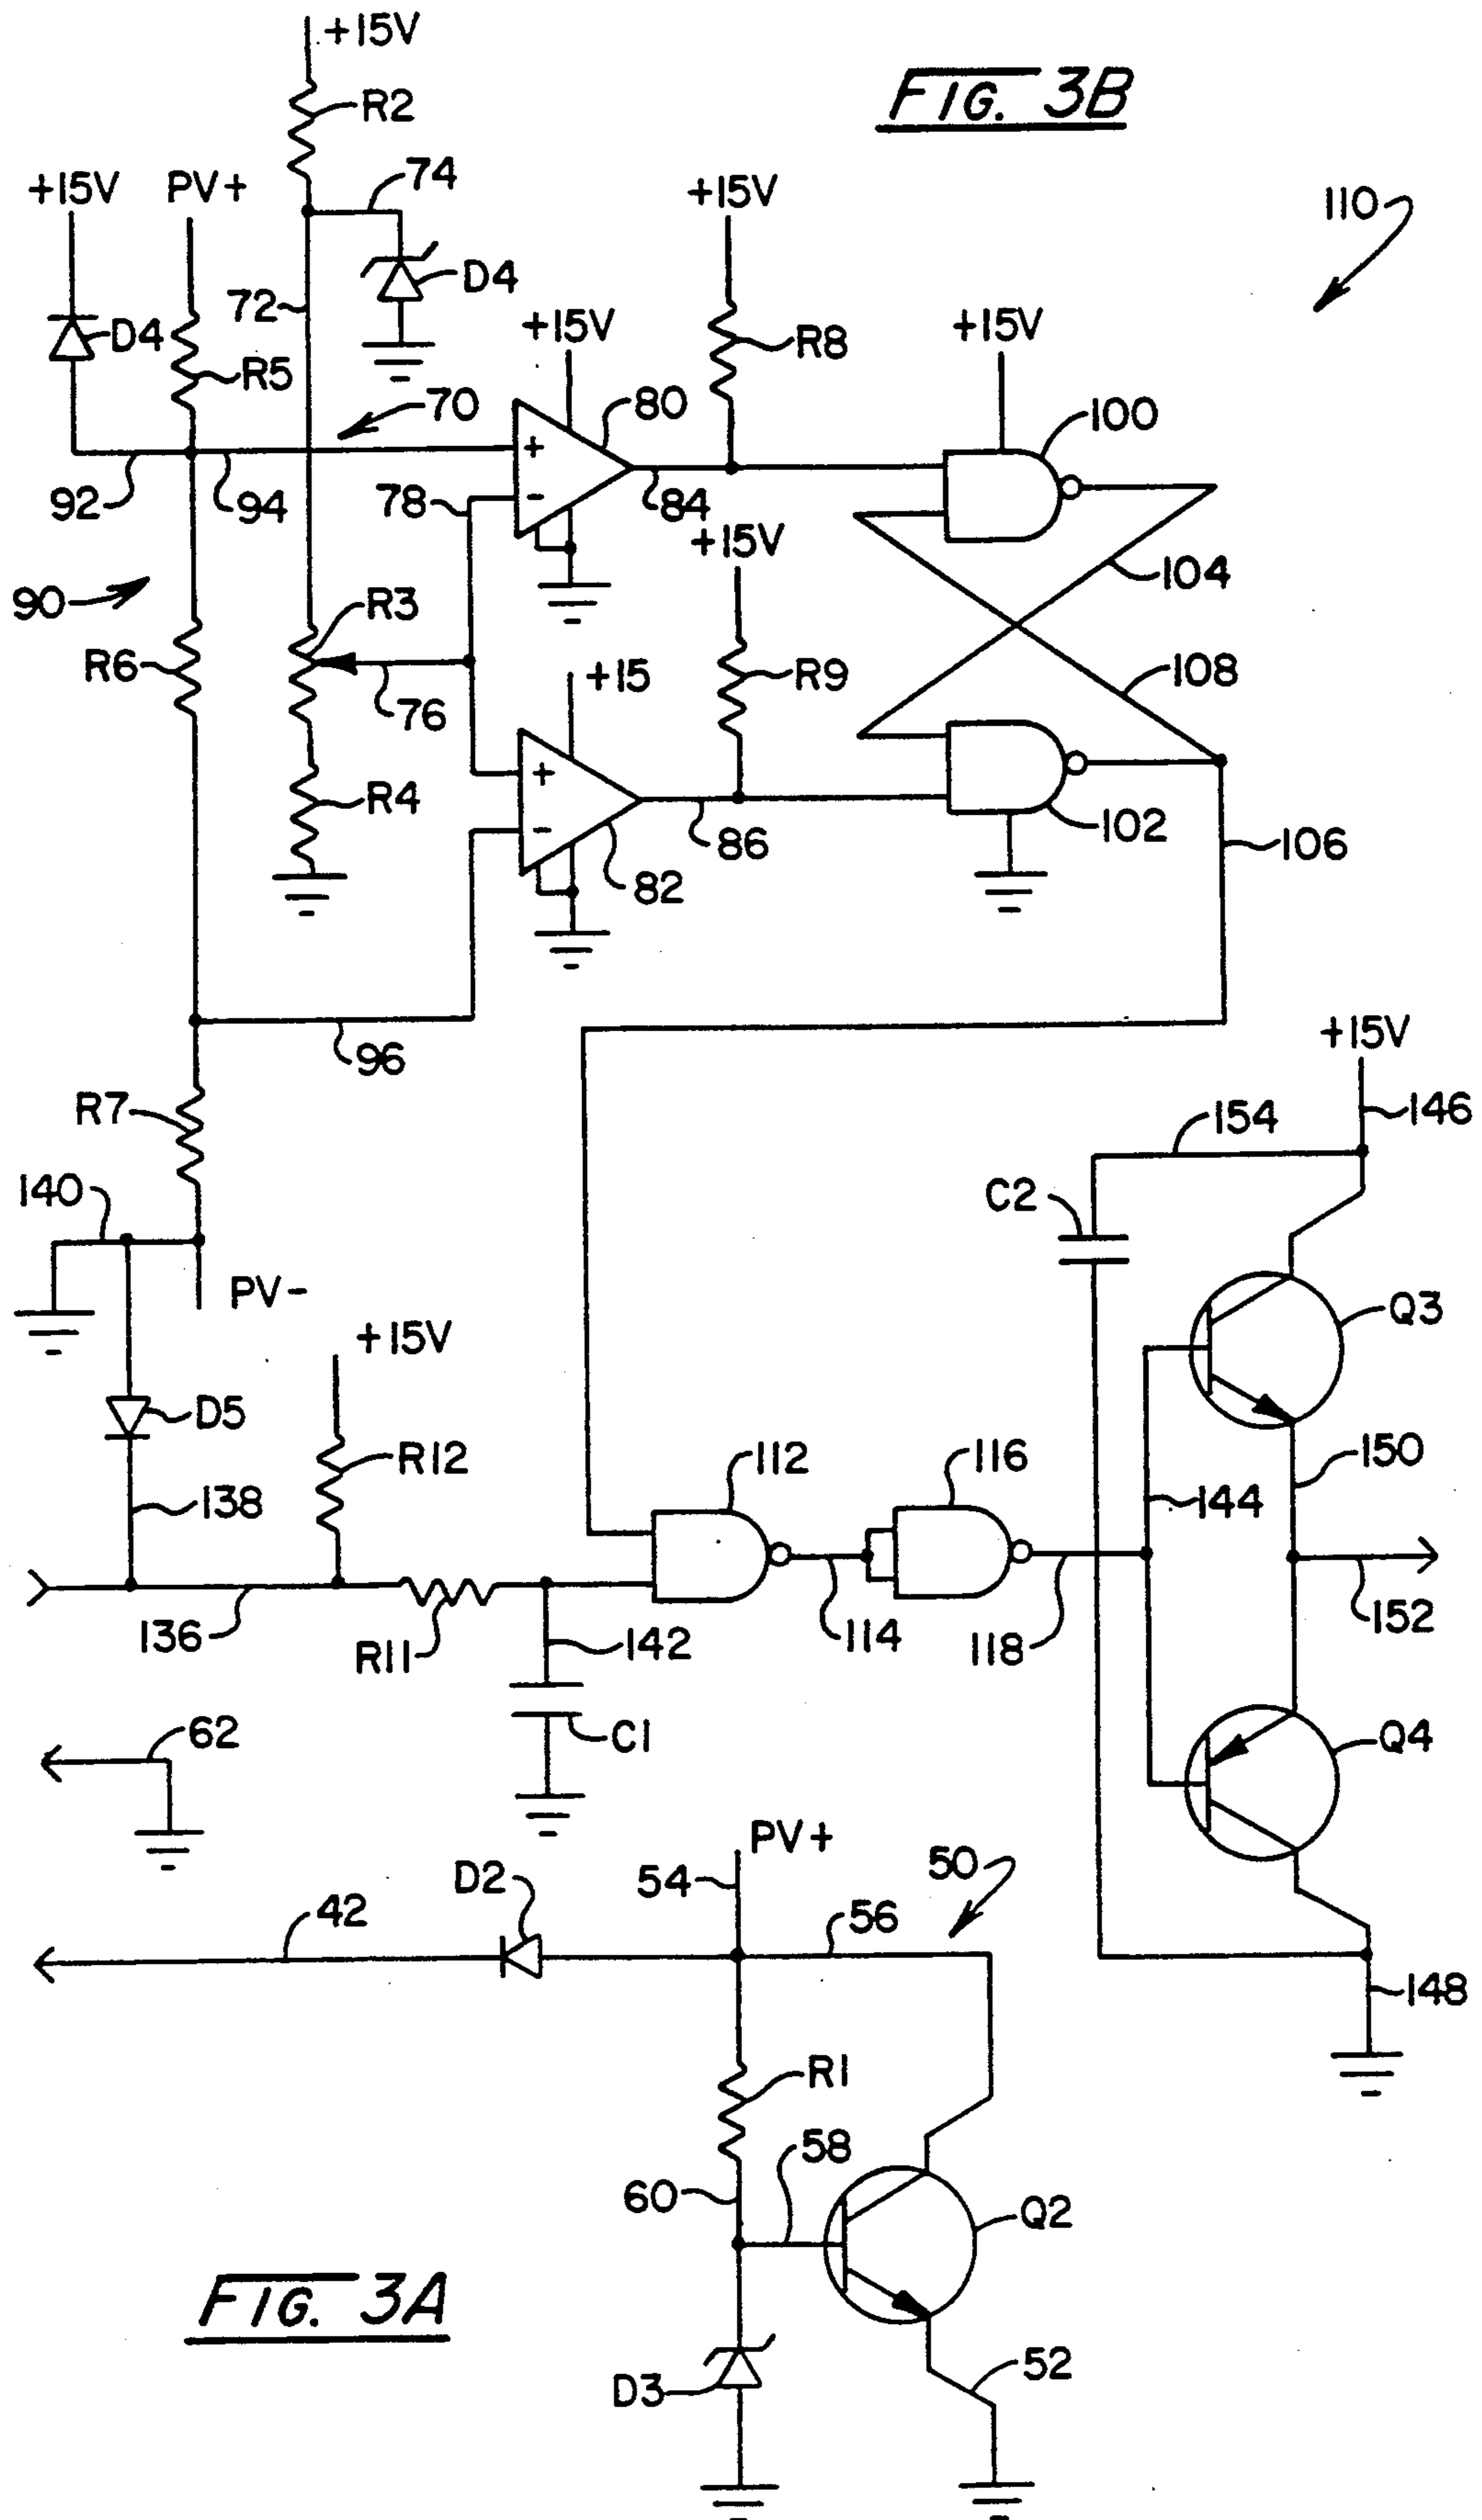 +15V
FIG. 3B
R2
+15V
PV+
74
+15V
110
D4
72
D4
+15V
R8
+15V
R5
70
80
100
92
94
78
84
+15V
104
90
R3
R6
+15
R9
108
76
R4
86
102
106
82
96
+15V
R7
154
146
140
C2
PV-
+15V
Q3
D5
R12
112
116
150
138
144
136
R11
142
114
118
152
62
C1
Q4
PV+
D2
54
50
42
56
148
R1
58
60
Q2
FIG. 3A
D3
52